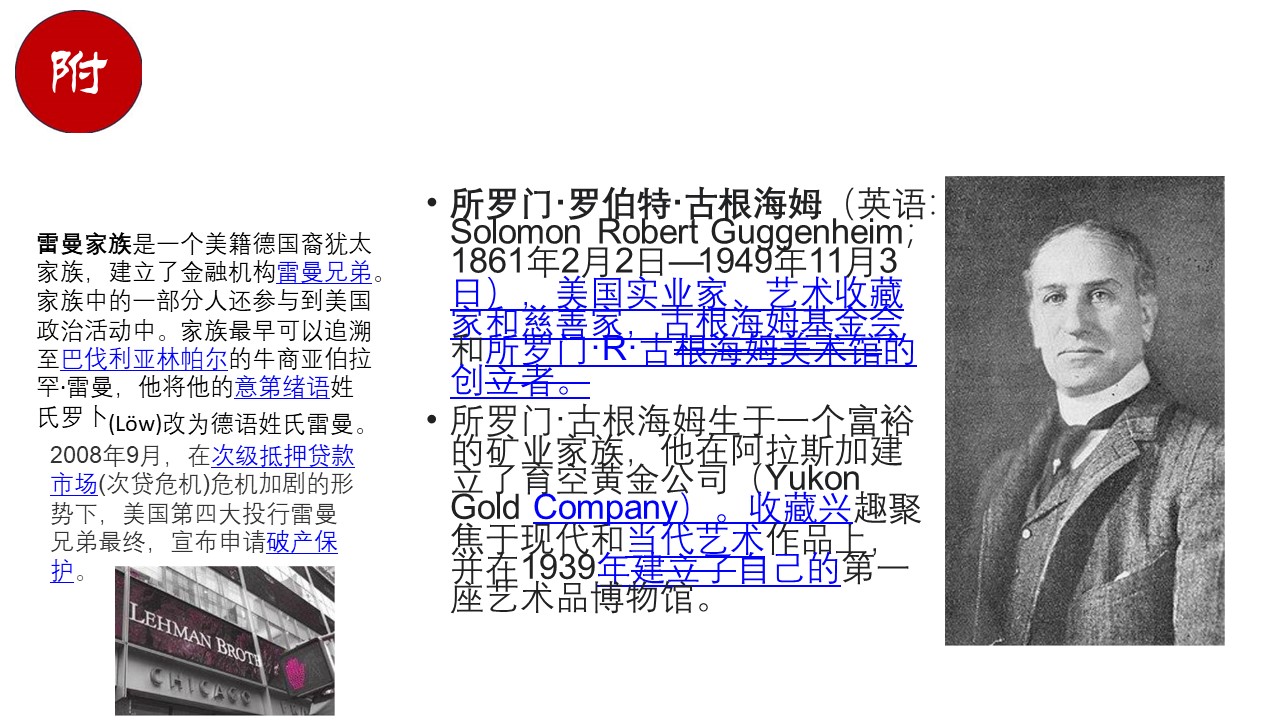 附
雷曼家族是一个美籍德国裔犹太
家族，建立了金融机构雷曼兄弟。
家族中的一部分人还参与到美国
政治活动中。家族最早可以追溯
至巴伐利亚林帕尔的牛商亚伯拉
罕·雷曼，他将他的意第绪语姓
氏罗卜(Löw)改为德语姓氏雷曼。
2008年9月，在次级抵押贷款
市场(次贷危机)危机加剧的形
势下，美国第四大投行雷曼
兄弟最终，宣布申请破产保
护。
LEHMAN BROTH
CHICAGO
• 所罗门·罗伯特·古根海姆（英语：
Solomon Robert Guggenheim；
1861年2月2日—1949年11月3
日），美国实业家、艺术收藏
家和慈善家，古根海姆基金会
和所罗门·R·古根海姆美术馆的
创立者。
• 所罗门·古根海姆生于一个富裕
的矿业家族，他在阿拉斯加建
立了育空黄金公司（Yukon
Gold Company）。收藏兴趣聚
焦于现代和当代艺术作品上，
并在1939年建立了自己的第一
座艺术品博物馆。